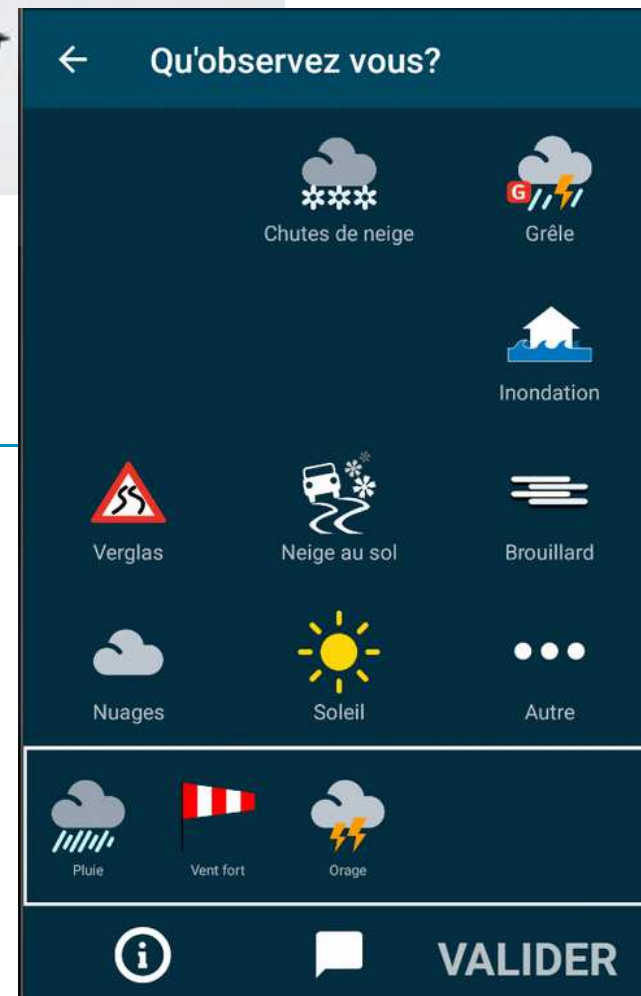 Qu'observez vous?
Chutes de neige Grêle
G
Inondation
Verglas Neige au sol Brouillard
Nuages Soleil Autre
Pluie Vent fort Orage
VALIDER